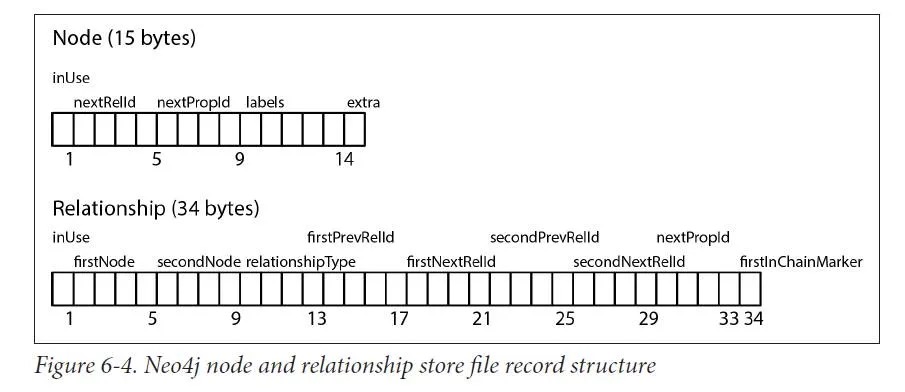 Node (15 bytes)
inUse
nextRelId nextPropId labels extra
1 5 9 14
Relationship (34 bytes)
inUse firstPrevRelId secondPrevRelId nextPropId
firstNode secondNode relationshipType firstNextRelId secondNextRelId firstInChainMarker
1 5 9 13 17 21 25 29 33 34
Figure 6-4. Neo4j node and relationship store file record structure